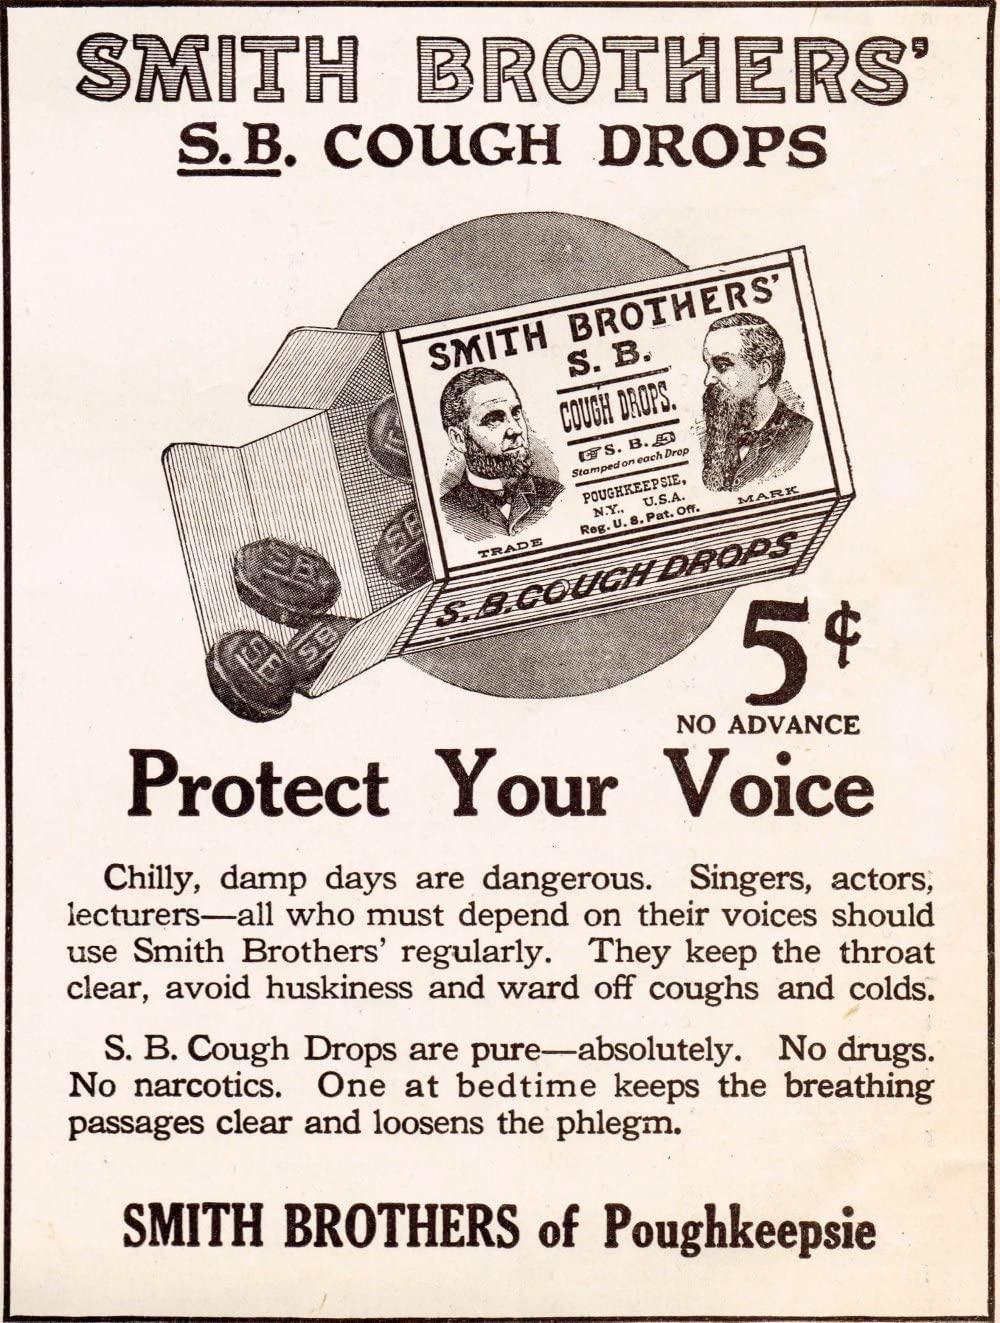 SMITH BROTHERS'
S.B. COUGH DROPS
SMITH BROTHERS'
S. B.
COUGH DROPS.
S. B.
Stamped on each Drop
POUGHKEEPSIE,
N.Y., U.S.A.
Reg. U. S. Pat. Off.
TRADE MARK
S.B. COUGH DROPS
SB
SB
SB
SB
5¢
NO ADVANCE
Protect Your Voice
Chilly, damp days are dangerous. Singers, actors,
lecturers—all who must depend on their voices should
use Smith Brothers' regularly. They keep the throat
clear, avoid huskiness and ward off coughs and colds.
S. B. Cough Drops are pure—absolutely. No drugs.
No narcotics. One at bedtime keeps the breathing
passages clear and loosens the phlegm.
SMITH BROTHERS of Poughkeepsie